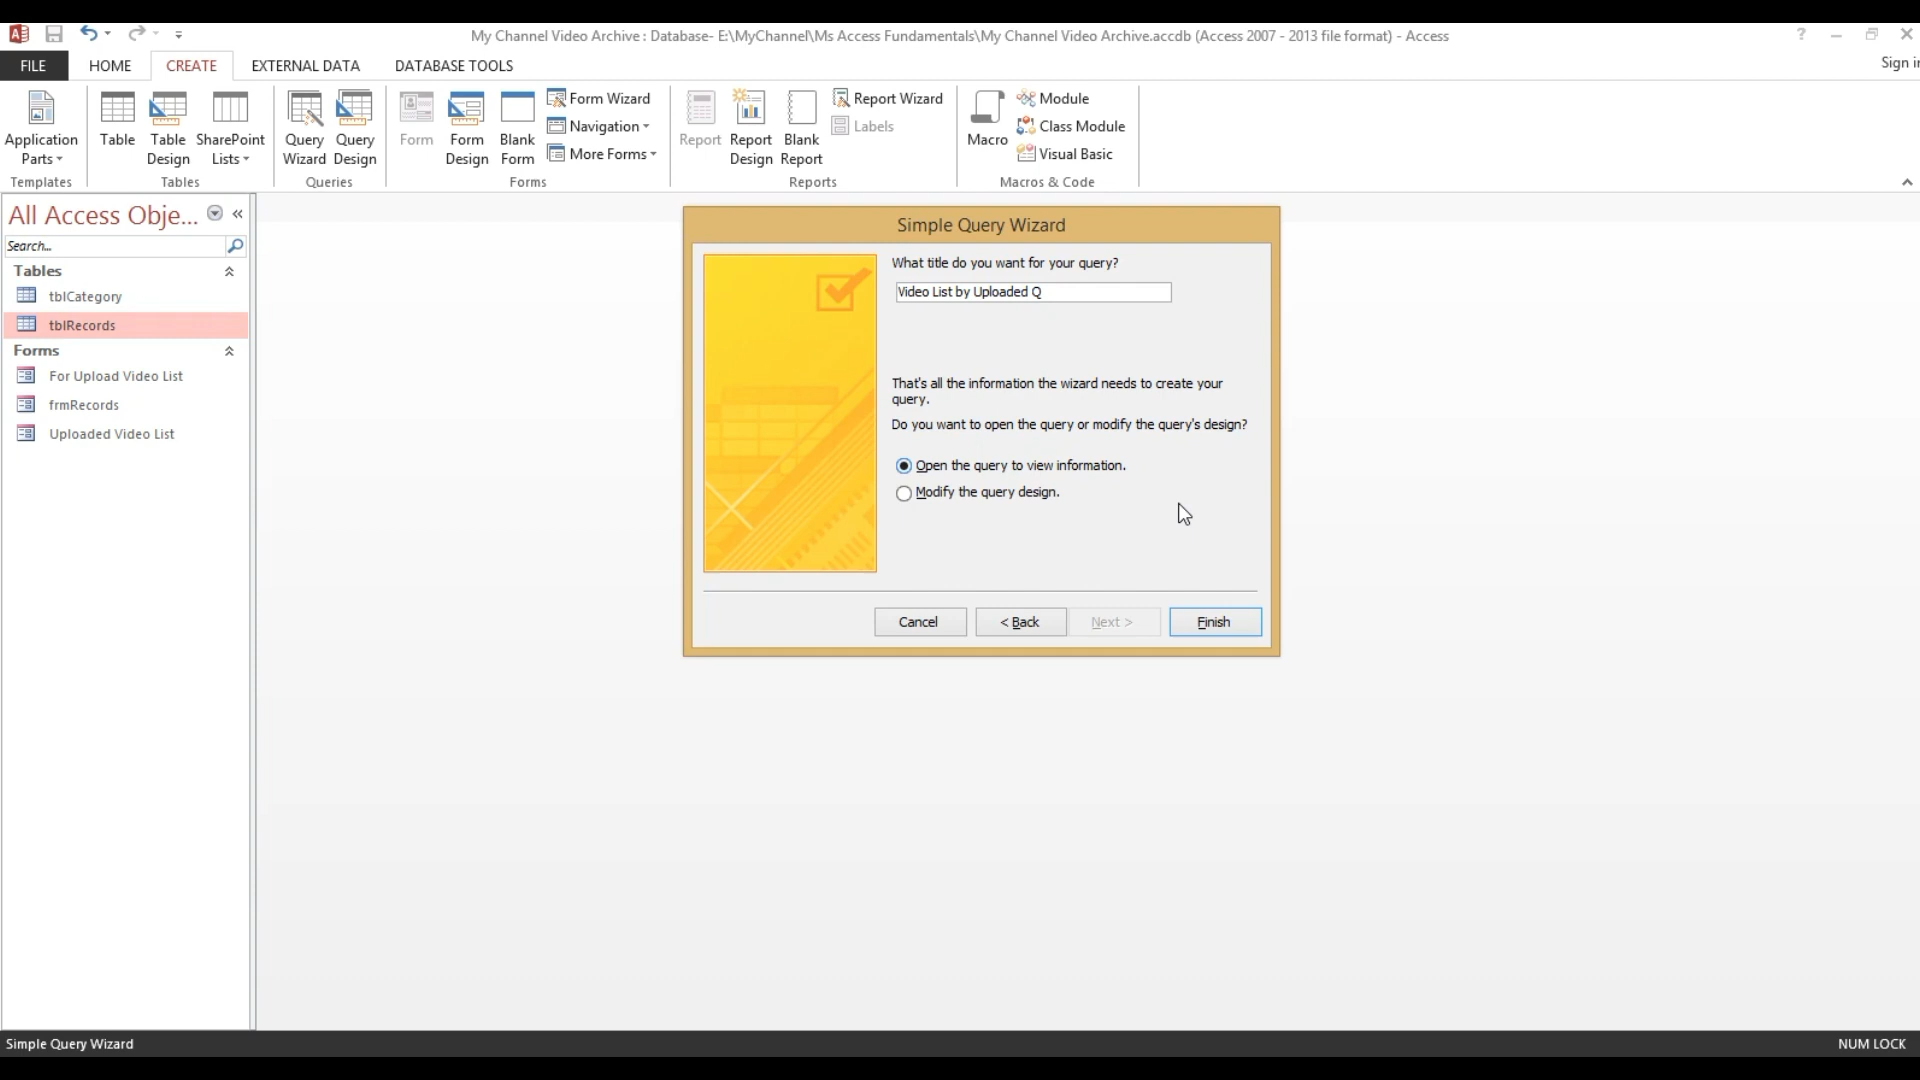 My Channel Video Archive : Database- E:\MyChannel\Ms Access Fundamentals\My Channel Video Archive.accdb (Access 2007 - 2013 file format) - Access
?
FILE HOME CREATE EXTERNAL DATA DATABASE TOOLS
Sign in
Application Parts
Table
Table Design
SharePoint Lists
Query Wizard
Query Design
Form
Form Design
Blank Form
Form Wizard
Navigation
More Forms
Report
Report Design
Blank Report
Report Wizard
Labels
Macro
Module
Class Module
Visual Basic
Templates Tables Queries Forms Reports Macros & Code
All Access Obje...
Search...
Tables
tblCategory
tblRecords
Forms
For Upload Video List
frmRecords
Uploaded Video List
Simple Query Wizard
What title do you want for your query?
Video List by Uploaded Q
That's all the information the wizard needs to create your
query.
Do you want to open the query or modify the query's design?
Open the query to view information.
Modify the query design.
Cancel < Back Next > Finish
Simple Query Wizard
NUM LOCK